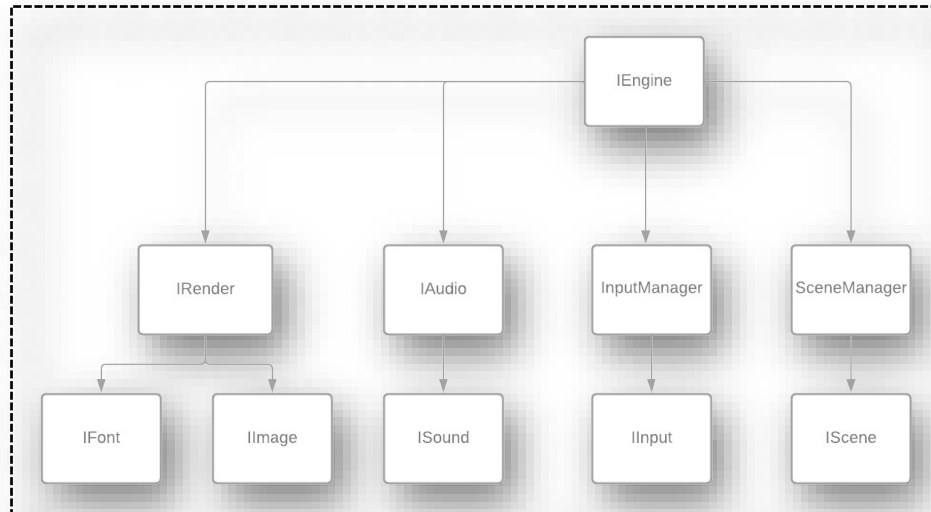 IEngine
IRender
IAudio
InputManager
SceneManager
IFont
IImage
ISound
IInput
IScene